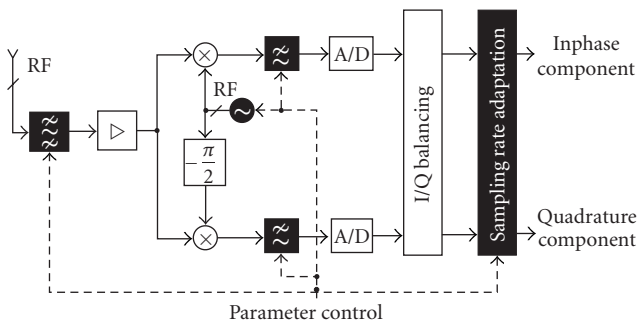 RF
A/D
RF
− π/2
A/D
I/Q balancing
Sampling rate adaptation
Inphase
component
Quadrature
component
Parameter control